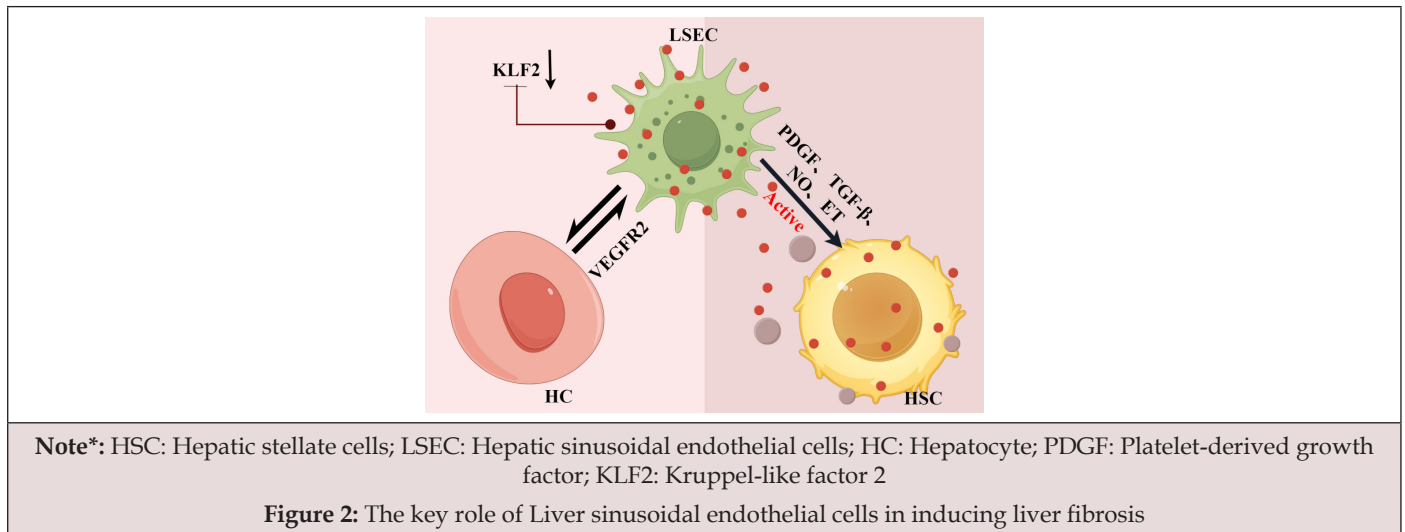 LSEC
KLF2
PDGF、TGF-β、
NO、ET
Active
VEGFR2
HC
HSC
Note*: HSC: Hepatic stellate cells; LSEC: Hepatic sinusoidal endothelial cells; HC: Hepatocyte; PDGF: Platelet-derived growth
factor; KLF2: Kruppel-like factor 2
Figure 2: The key role of Liver sinusoidal endothelial cells in inducing liver fibrosis